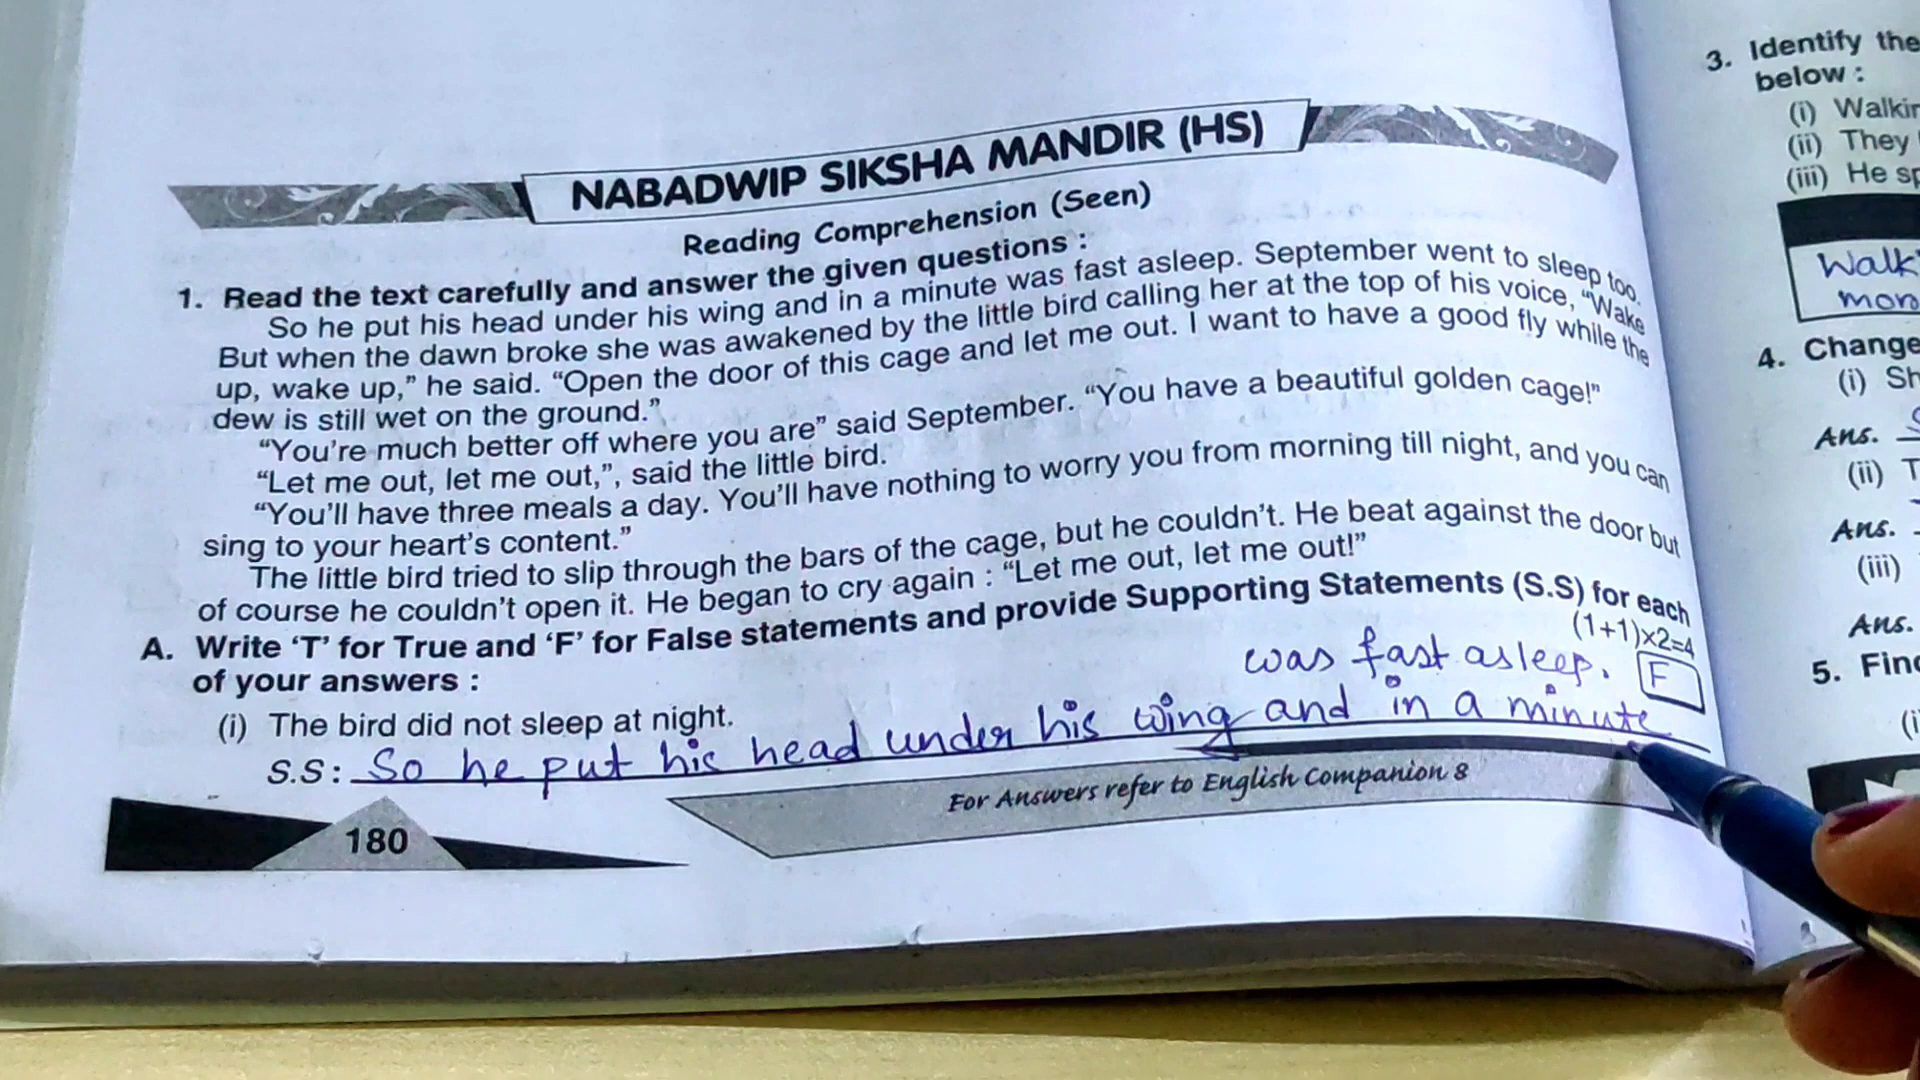 NABADWIP SIKSHA MANDIR (HS)
Reading Comprehension (Seen)
1. Read the text carefully and answer the given questions :
So he put his head under his wing and in a minute was fast asleep. September went to sleep too.
But when the dawn broke she was awakened by the little bird calling her at the top of his voice, “Wake
up, wake up,” he said. “Open the door of this cage and let me out. I want to have a good fly while the
dew is still wet on the ground.”
“You’re much better off where you are” said September. “You have a beautiful golden cage!”
“Let me out, let me out,”, said the little bird.
“You’ll have three meals a day. You’ll have nothing to worry you from morning till night, and you can
sing to your heart’s content.”
The little bird tried to slip through the bars of the cage, but he couldn’t. He beat against the door but
of course he couldn’t open it. He began to cry again : “Let me out, let me out!”
A. Write ‘T’ for True and ‘F’ for False statements and provide Supporting Statements (S.S) for each
of your answers :
(1+1)x2=4
was fast asleep.
F
(i) The bird did not sleep at night.
S.S: So he put his head under his wing and in a minute
180
For Answers refer to English Companion 8
3. Identify the
below :
(i)
(ii) They
(iii) He
4. Change
(i)
Ans.
(ii)
Ans.
(iii)
Ans.
5.